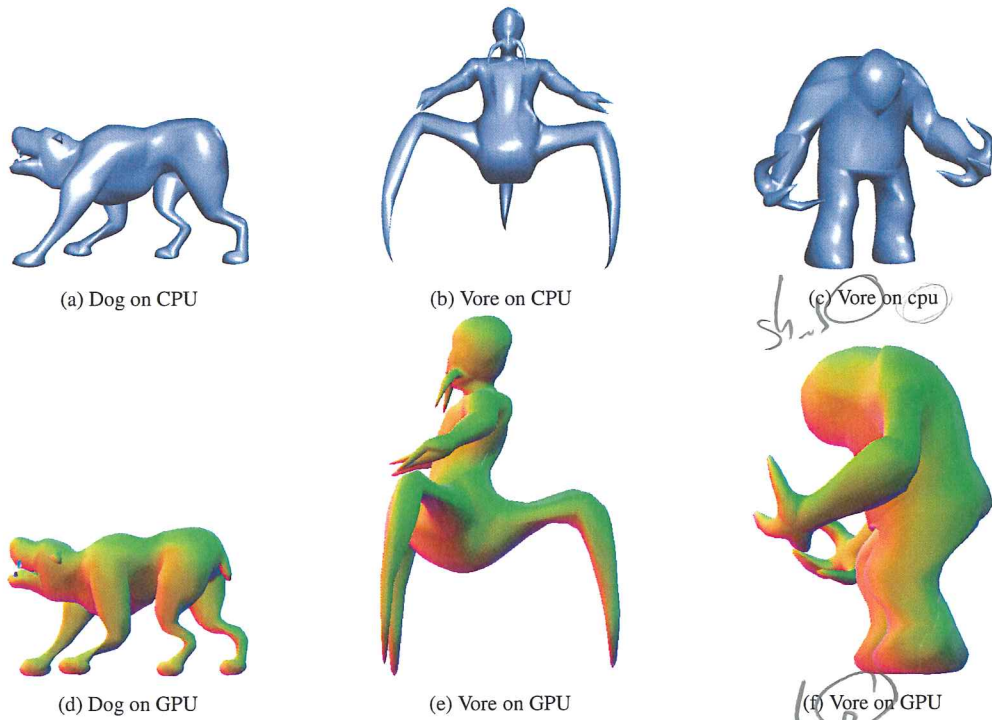 (a) Dog on CPU
(b) Vore on CPU
(c) Vore on cpu
(d) Dog on GPU
(e) Vore on GPU
(f) Vore on GPU